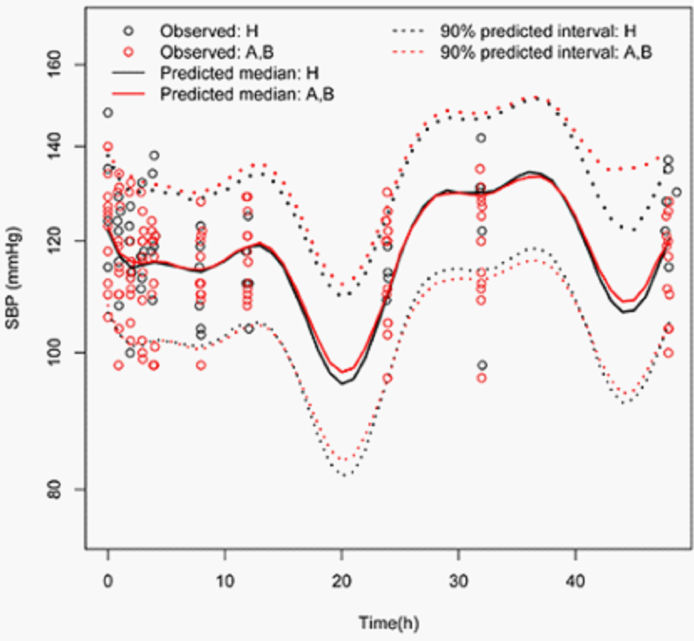 Observed: H
Observed: A,B
Predicted median: H
Predicted median: A,B
90% predicted interval: H
90% predicted interval: A,B
SBP (mmHg)
160
140
120
100
80
0 10 20 30 40
Time(h)